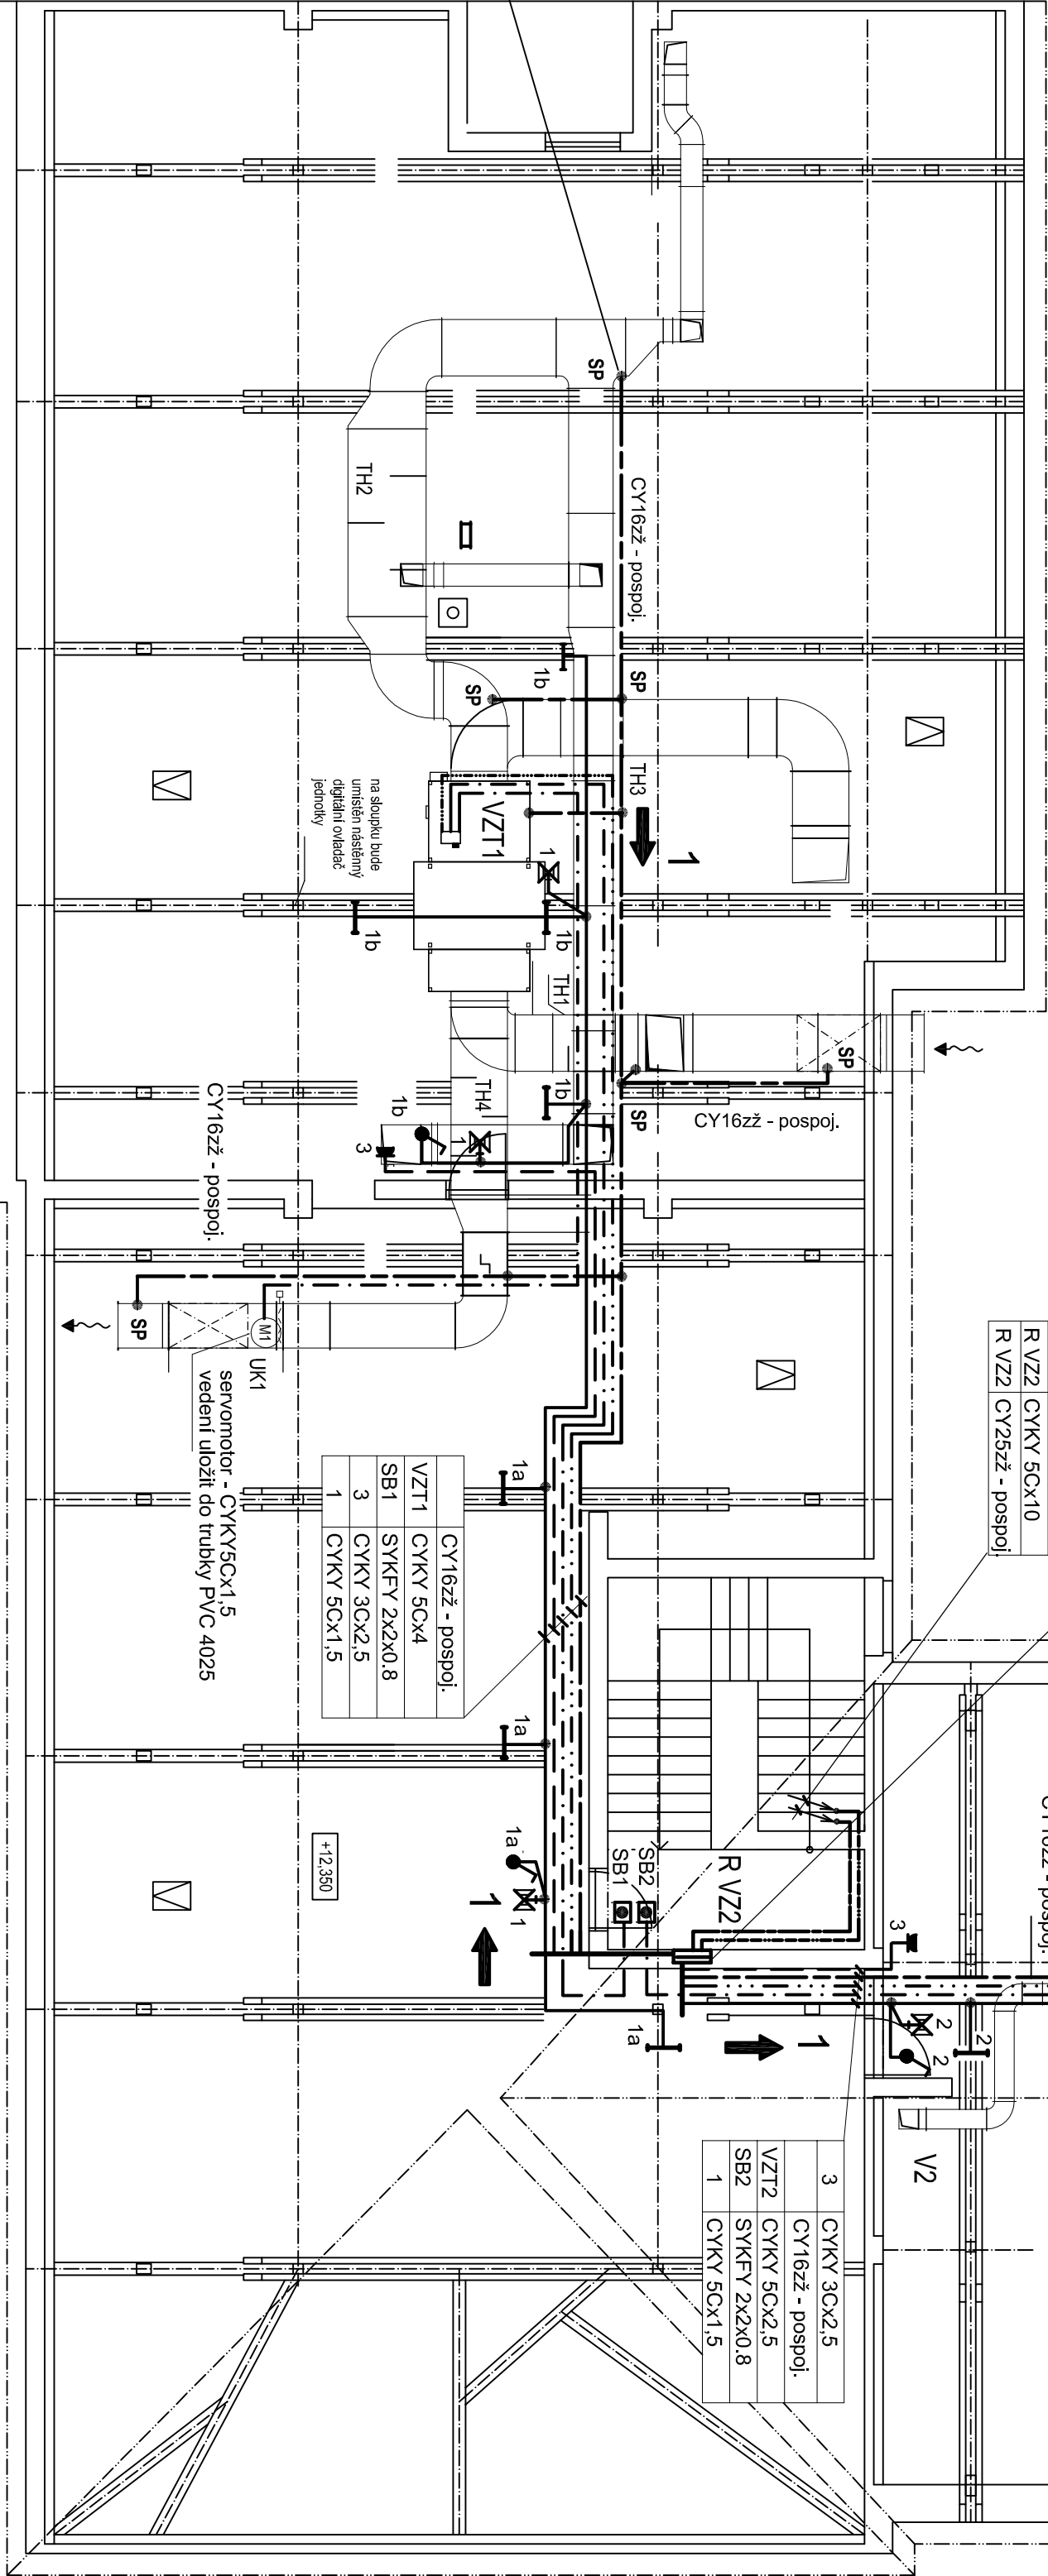 SP
CY16zž - pospoj.
TH2
1b
SP
SP
TH3
1
na sloupku bude
umistěn nástěnný
digitální ovladač
jednotky
VZT1
1
1b
1b
TH1
SP
SP
CY16zž - pospoj.
1b
TH4
1b
1
3
CY16zž - pospoj.
SP
M1
UK1
servomotor - CYKY5Cx1,5
vedení uložit do trubky PVC 4025
R VZ2 CYKY 5Cx10
R VZ2 CY25zž - pospoj.
1a
CY16zž - pospoj.
VZT1 CYKY 5Cx4
SB1 SYKFY 2x2x0.8
3 CYKY 3Cx2,5
1 CYKY 5Cx1,5
1a
+12,350
1a
1
1
SB2
SB1
R VZ2
3
1a
1
2
2
2
V2
3 CYKY 3Cx2,5
CY16zž - pospoj.
VZT2 CYKY 5Cx2,5
SB2 SYKFY 2x2x0.8
1 CYKY 5Cx1,5